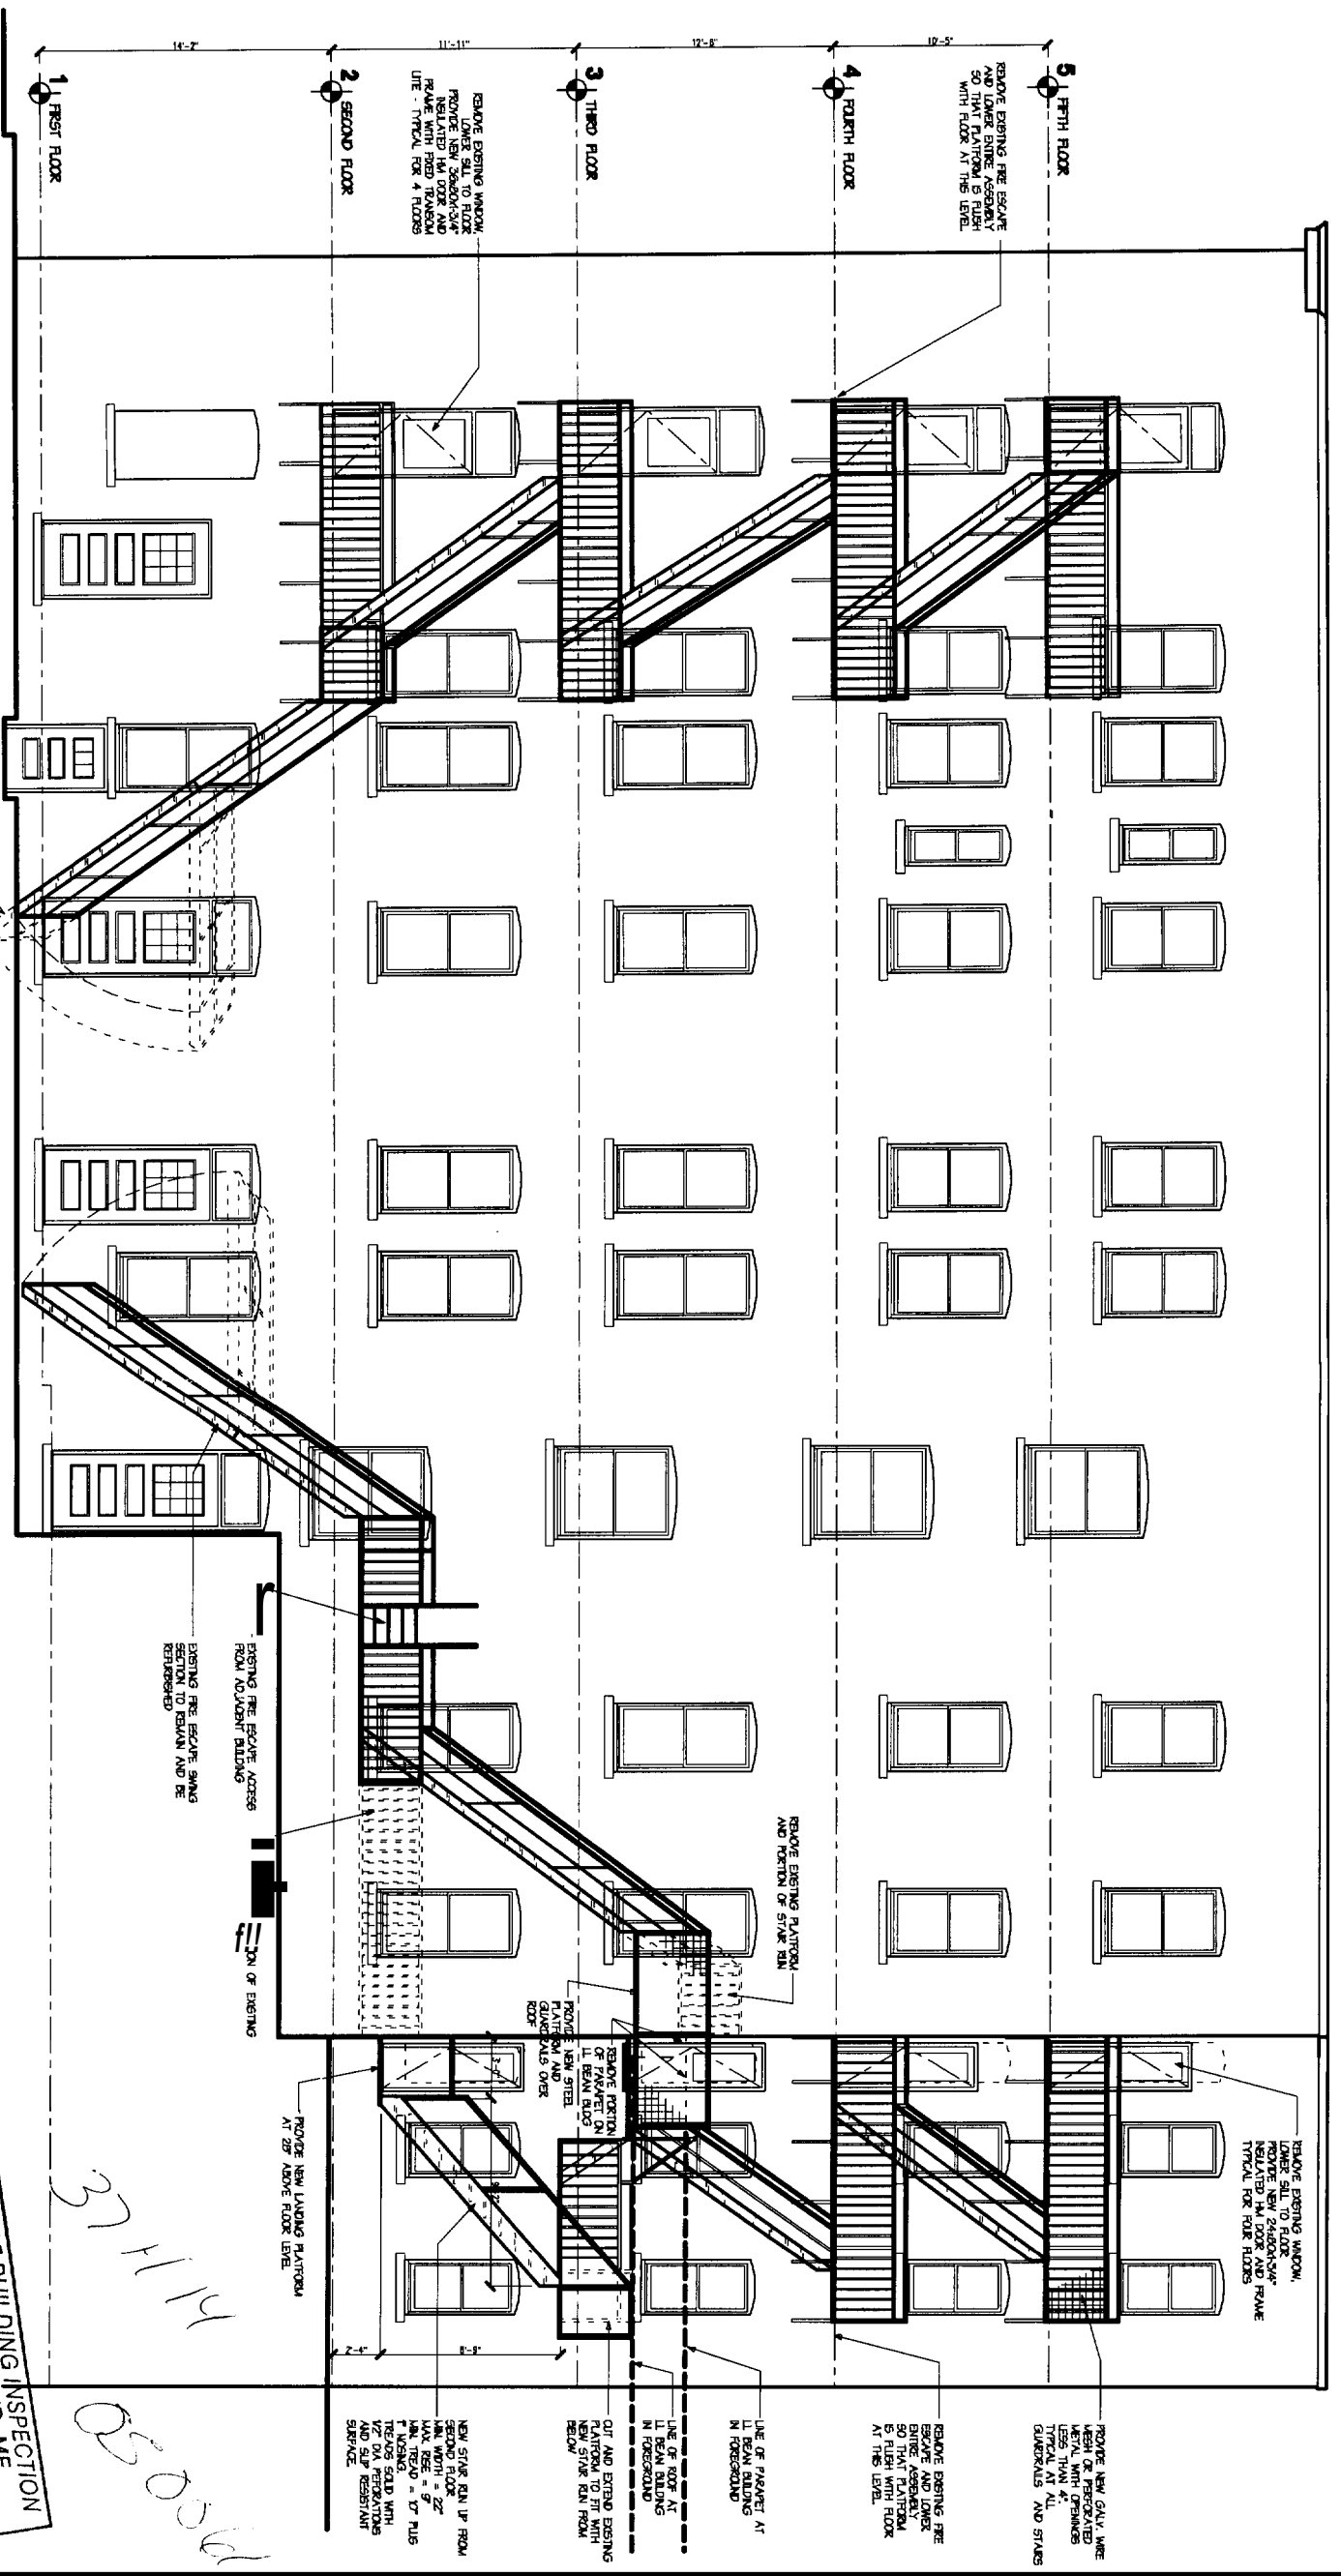 5 FIFTH FLOOR
10'-5"
4 FOURTH FLOOR
12'-8"
3 THIRD FLOOR
11'-11"
2 SECOND FLOOR
14'-2"
1 FIRST FLOOR
REMOVE EXISTING FIRE ESCAPE
AND LOWER ENTIRE ASSEMBLY
SO THAT PLATFORM IS FLUSH
WITH FLOOR AT THIS LEVEL
REMOVE EXISTING WINDOW,
LOWER SILL TO FLOOR
PROVIDE NEW 36x80x1-3/4"
INSULATED HM DOOR AND
FRAME WITH FIXED TRANSOM
LITE - TYPICAL FOR 4 FLOORS
REMOVE EXISTING PLATFORM
AND PORTION OF STAIR RUN
REMOVE PORTION
OF PARAPET ON
LL BEAN BLDG
PROVIDE NEW STEEL
PLATFORM AND
GUARDRAILS OVER
ROOF
EXISTING FIRE ESCAPE ACCESS
FROM ADJACENT BUILDING
EXISTING FIRE ESCAPE SWING
SECTION TO REMAIN AND BE
REFURBISHED
ION OF EXISTING
3'-0"
9'-2"
2'-4"
8'-9"
PROVIDE NEW LANDING PLATFORM
AT 28" ABOVE FLOOR LEVEL
REMOVE EXISTING WINDOW,
LOWER SILL TO FLOOR
PROVIDE NEW 24x80x1-3/4"
INSULATED HM DOOR AND FRAME
TYPICAL FOR FOUR FLOORS
PROVIDE NEW GALV. WIRE
MESH OR PERFORATED
METAL WITH OPENINGS
LESS THAN 4"
TYPICAL AT ALL
GUARDRAILS AND STAIRS
REMOVE EXISTING FIRE
ESCAPE AND LOWER
ENTIRE ASSEMBLY
SO THAT PLATFORM
IS FLUSH WITH FLOOR
AT THIS LEVEL
LINE OF PARAPET AT
LL BEAN BUILDING
IN FOREGROUND
LINE OF ROOF AT
LL BEAN BUILDING
IN FOREGROUND
CUT AND EXTEND EXISTING
PLATFORM TO FIT WITH
NEW STAIR RUN FROM
BELOW
NEW STAIR RUN UP FROM
SECOND FLOOR
MIN. WIDTH = 22"
MAX. RISE = 9"
MIN. TREAD = 10" PLUS
1" NOSING.
TREADS SOLID WITH
1/2" DIA PERFORATIONS
AND SLIP RESISTANT
SURFACE
37 H 14
BUILDING INSPECTION